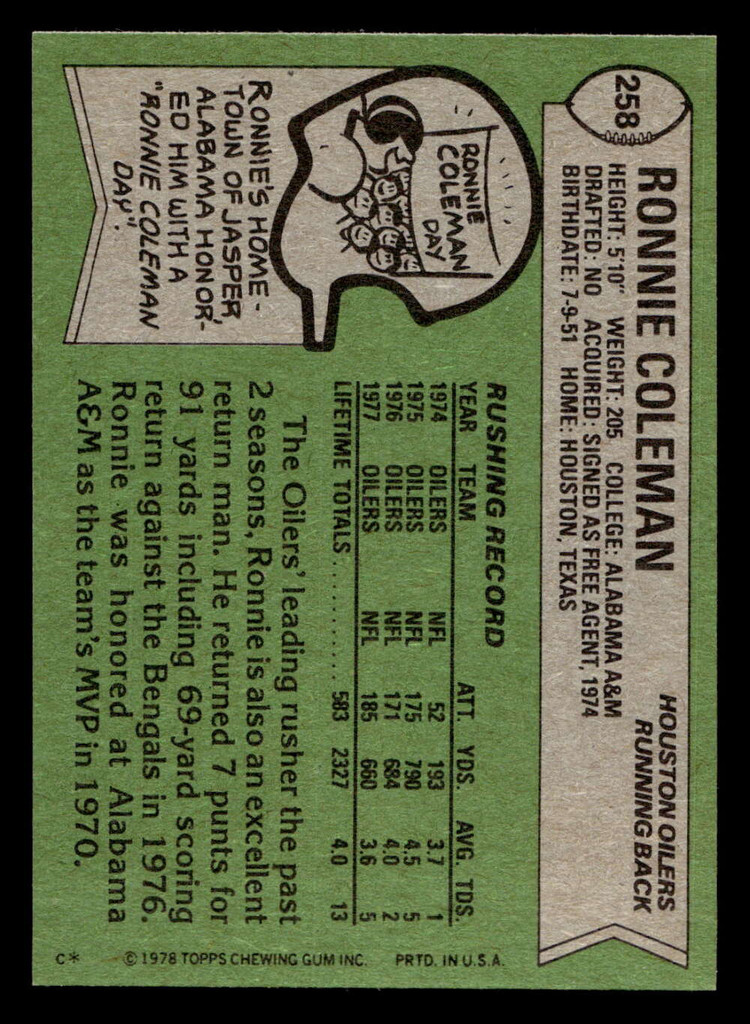 258
RONNIE COLEMAN
HOUSTON OILERS
RUNNING BACK
HEIGHT: 5'10" WEIGHT: 205 COLLEGE: ALABAMA A&M
DRAFTED: NO ACQUIRED: SIGNED AS FREE AGENT, 1974
BIRTHDATE: 7-9-51 HOME: HOUSTON, TEXAS
RONNIE
COLEMAN
DAY
RONNIE'S HOME-
TOWN OF JASPER
ALABAMA HONOR-
ED HIM WITH A
"RONNIE COLEMAN
DAY".
RUSHING RECORD
YEAR TEAM ATT. YDS. AVG. TDS.
1974 OILERS NFL 52 193 3.7 1
1975 OILERS NFL 175 790 4.5 5
1976 OILERS NFL 171 684 4.0 2
1977 OILERS NFL 185 660 3.6 5
LIFETIME TOTALS........... 583 2327 4.0 13
The Oilers' leading rusher the past
2 seasons, Ronnie is also an excellent
return man. He returned 7 punts for
91 yards including 69-yard scoring
return against the Bengals in 1976.
Ronnie was honored at Alabama
A&M as the team's MVP in 1970.
C* © 1978 TOPPS CHEWING GUM INC. PRTD. IN U.S.A.